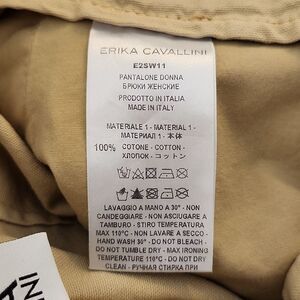 ERIKA CAVALLINI
E2SW11
PANTALONE DONNA
БРЮКИ ЖЕНСКИЕ
PRODOTTO IN ITALIA
MADE IN ITALY
MATERIALE 1 - MATERIAL 1 -
МАТЕРИАЛ 1 - 本体
100% COTONE - COTTON -
ХЛОПОК - コットン
LAVAGGIO A MANO A 30° - NON
CANDEGGIARE - NON ASCIUGARE A
TAMBURO - STIRO TEMPERATURA
MAX 110°C - NON LAVARE A SECCO
HAND WASH 30° - DO NOT BLEACH -
DO NOT TUMBLE DRY - MAX IRONING
TEMPERATURE 110°C - DO NOT DRY
CLEAN - РУЧНАЯ СТИРКА ПРИ